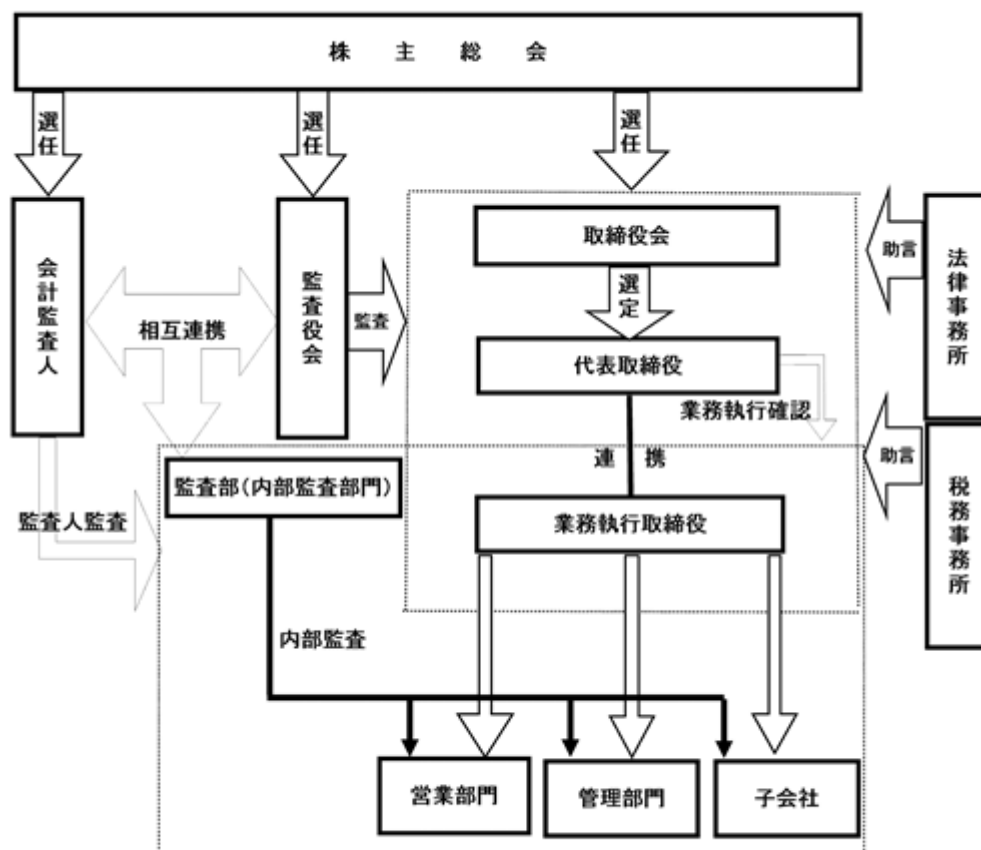 株主総会
選任
選任
選任
会計監査人
監査役会
取締役会
法律事務所
助言
選定
相互連携
監査
代表取締役
業務執行確認
助言
税務事務所
連携
監査部(内部監査部門)
業務執行取締役
監査人監査
内部監査
営業部門
管理部門
子会社